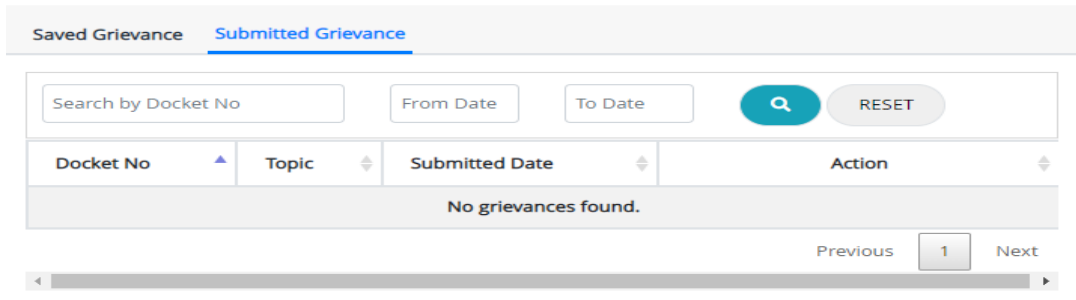 Saved Grievance Submitted Grievance
Search by Docket No From Date To Date RESET
Docket No Topic Submitted Date Action
No grievances found.
Previous 1 Next